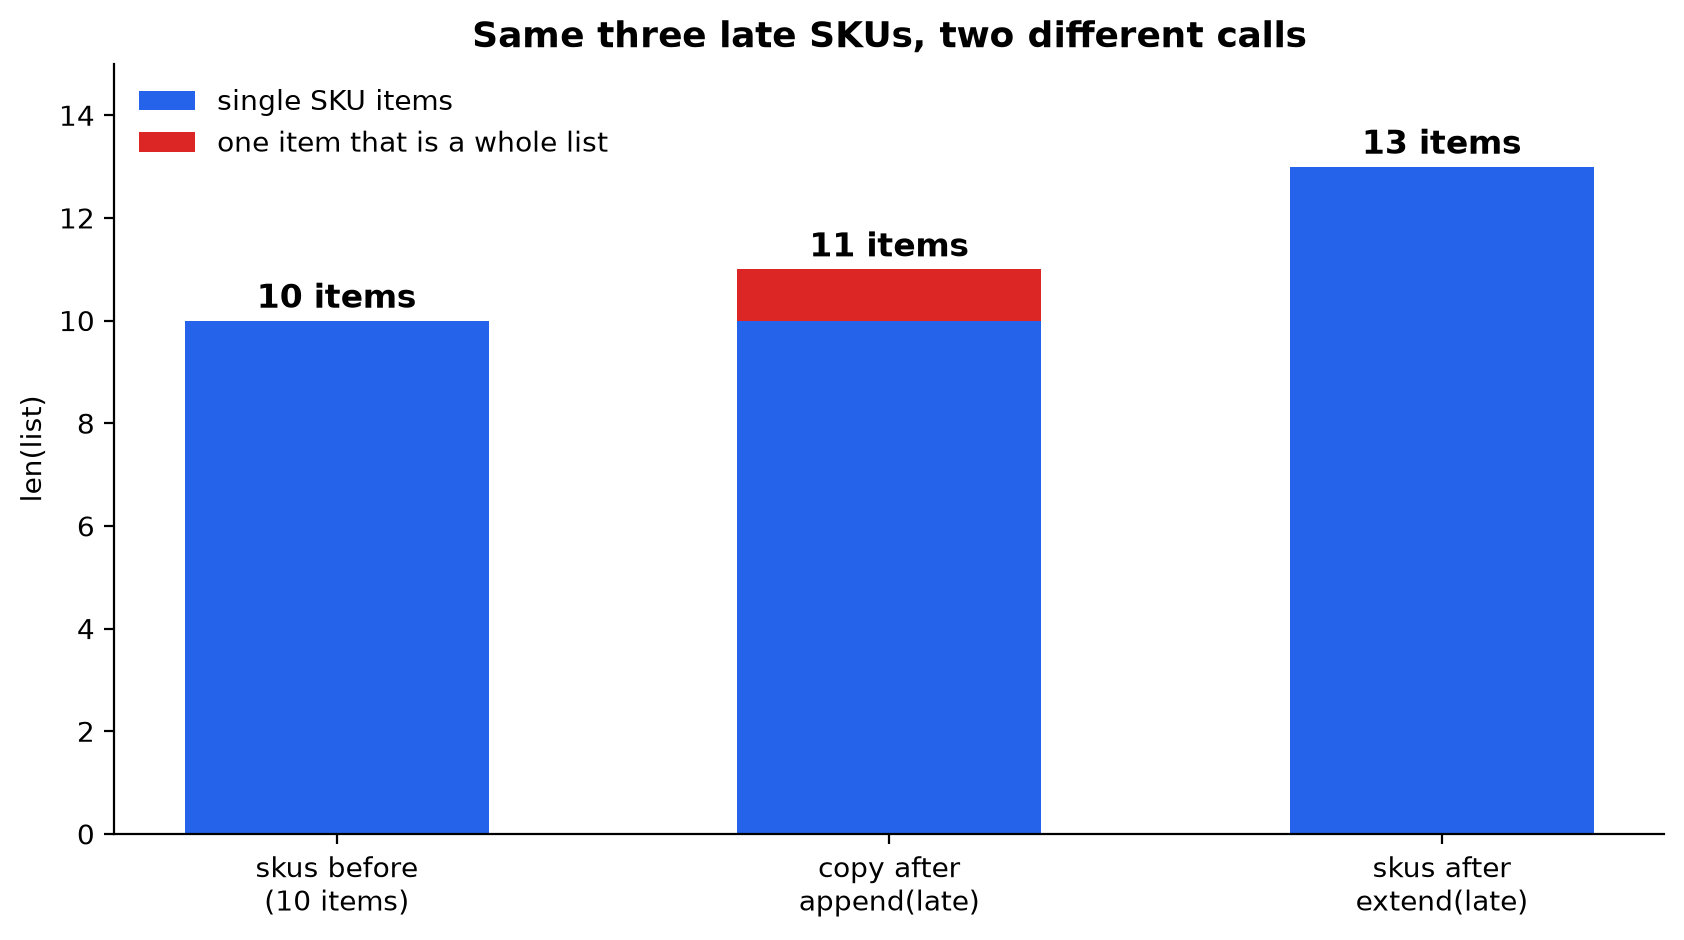 Same three late SKUs, two different calls
single SKU items
one item that is a whole list
14
12
10
8
6
4
2
0
len(list)
10 items
11 items
13 items
skus before
(10 items)
copy after
append(late)
skus after
extend(late)